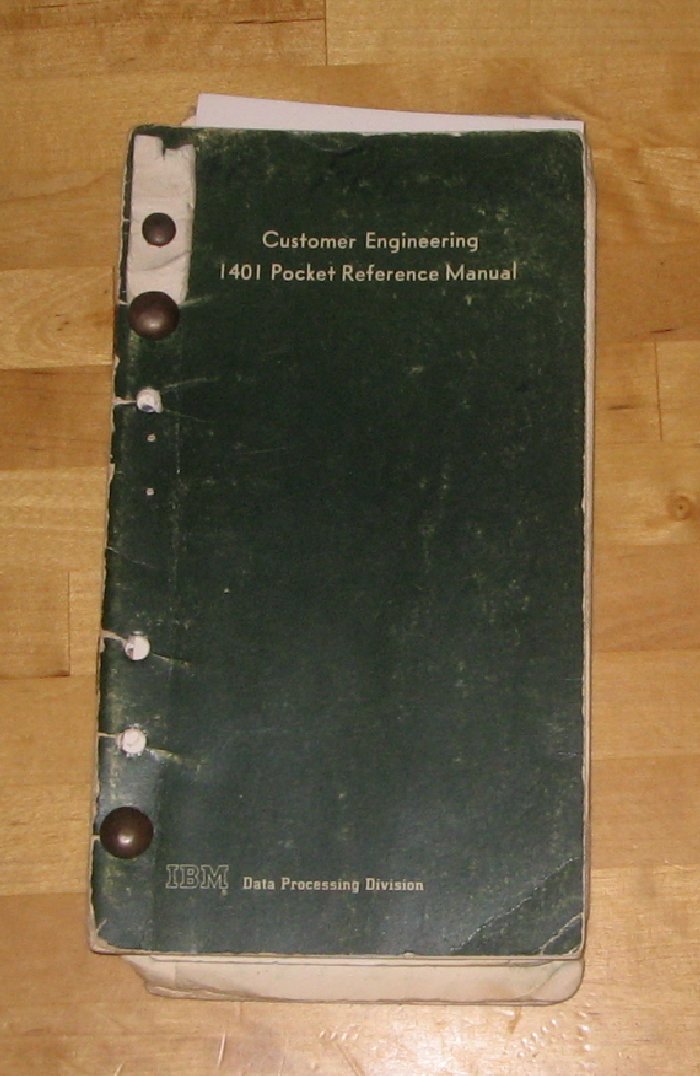 Customer Engineering
1401 Pocket Reference Manual
IBM Data Processing Division